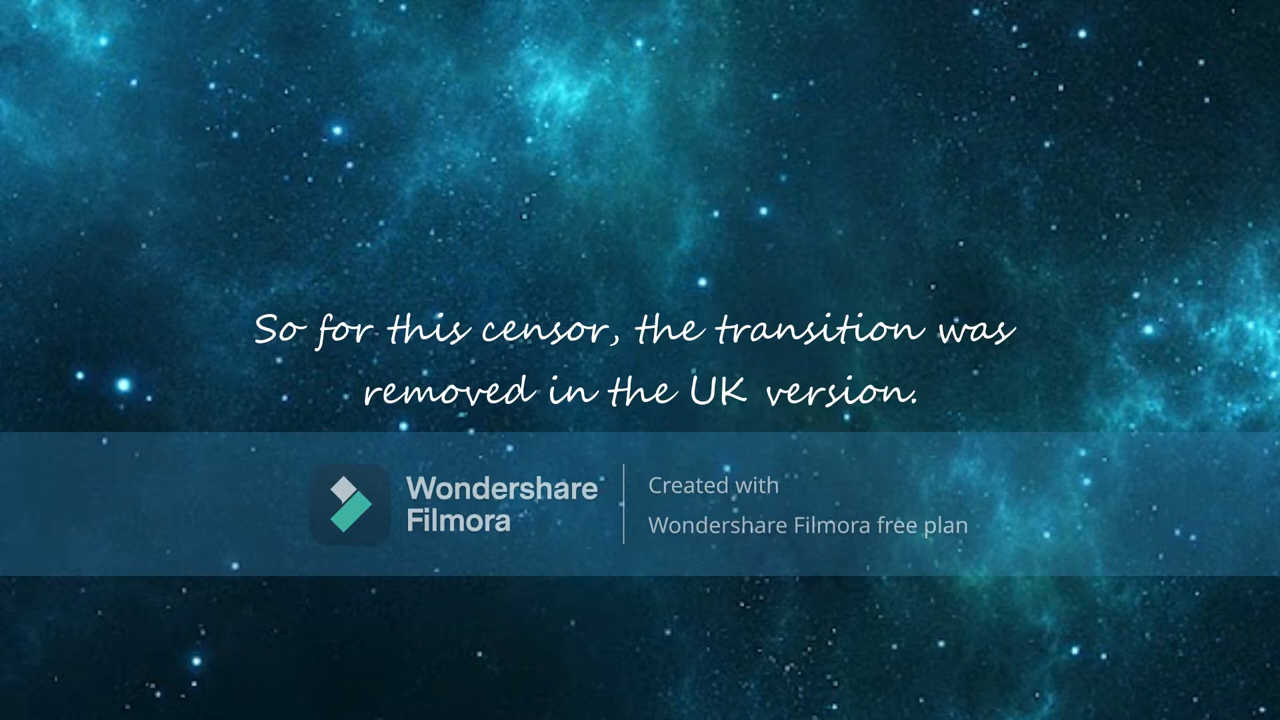 So for this censor, the transition was
removed in the UK version.
Wondershare
Filmora
Created with
Wondershare Filmora free plan